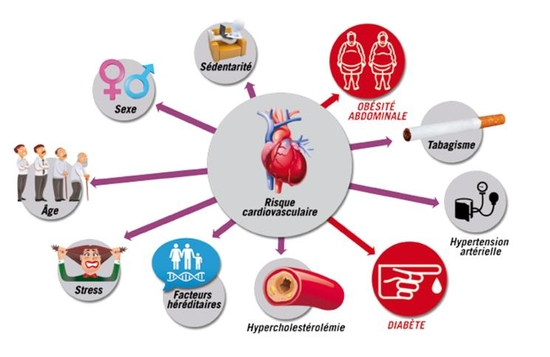 Sédentarité
OBÉSITÉ
ABDOMINALE
Sexe
Tabagisme
Âge
Risque
cardiovasculaire
Hypertension
artérielle
Stress
Facteurs
héréditaires
Hypercholestérolémie
DIABÈTE